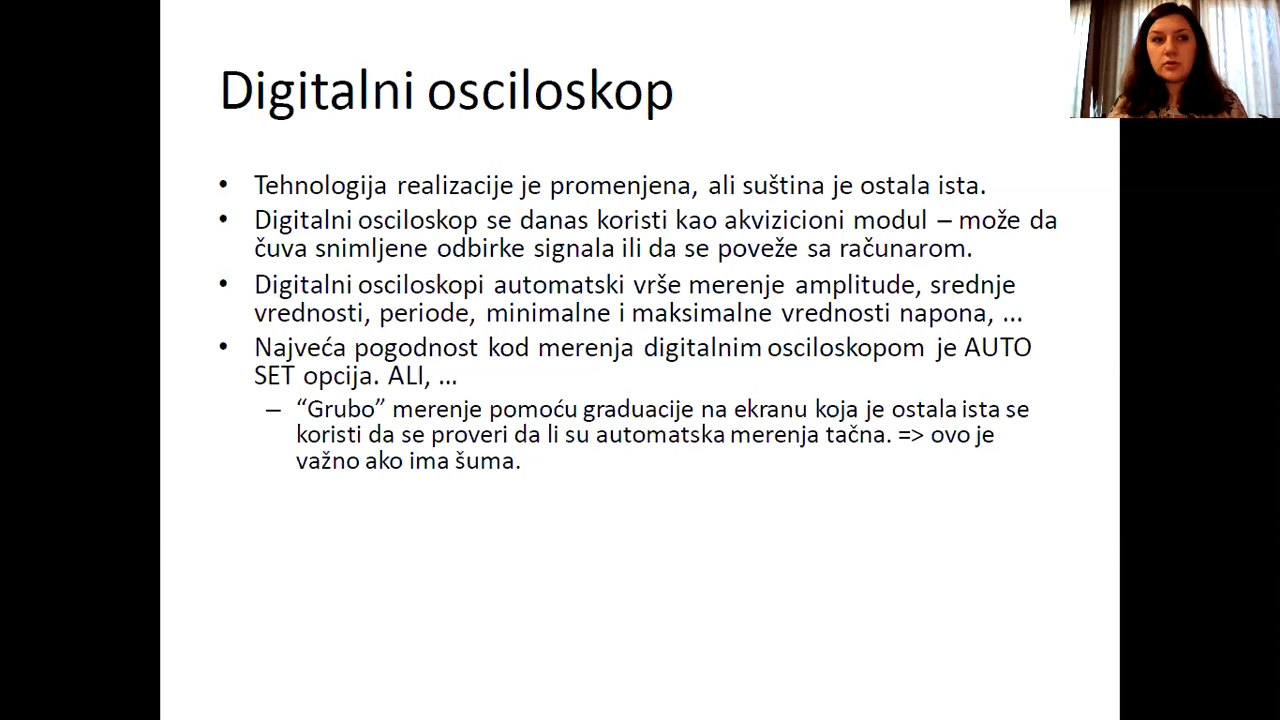 Digitalni osciloskop
• Tehnologija realizacije je promenjena, ali suština je ostala ista.
• Digitalni osciloskop se danas koristi kao akvizicioni modul – može da
čuva snimljene odbirke signala ili da se poveže sa računarom.
• Digitalni osciloskopi automatski vrše merenje amplitude, srednje
vrednosti, periode, minimalne i maksimalne vrednosti napona, ...
• Najveća pogodnost kod merenja digitalnim osciloskopom je AUTO
SET opcija. ALI, ...
– “Grubo” merenje pomoću graduacije na ekranu koja je ostala ista se
koristi da se proveri da li su automatska merenja tačna. => ovo je
važno ako ima šuma.